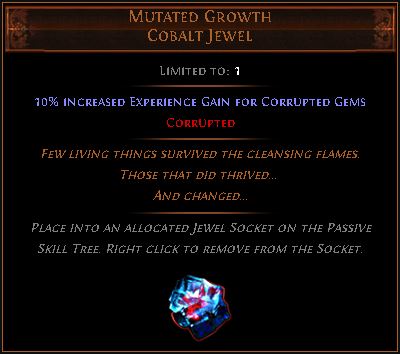 Mutated Growth
Cobalt Jewel
Limited to: 1
10% increased Experience Gain for Corrupted Gems
Corrupted
Few living things survived the cleansing flames.
Those that did thrived...
And changed...
Place into an allocated Jewel Socket on the Passive
Skill Tree. Right click to remove from the Socket.